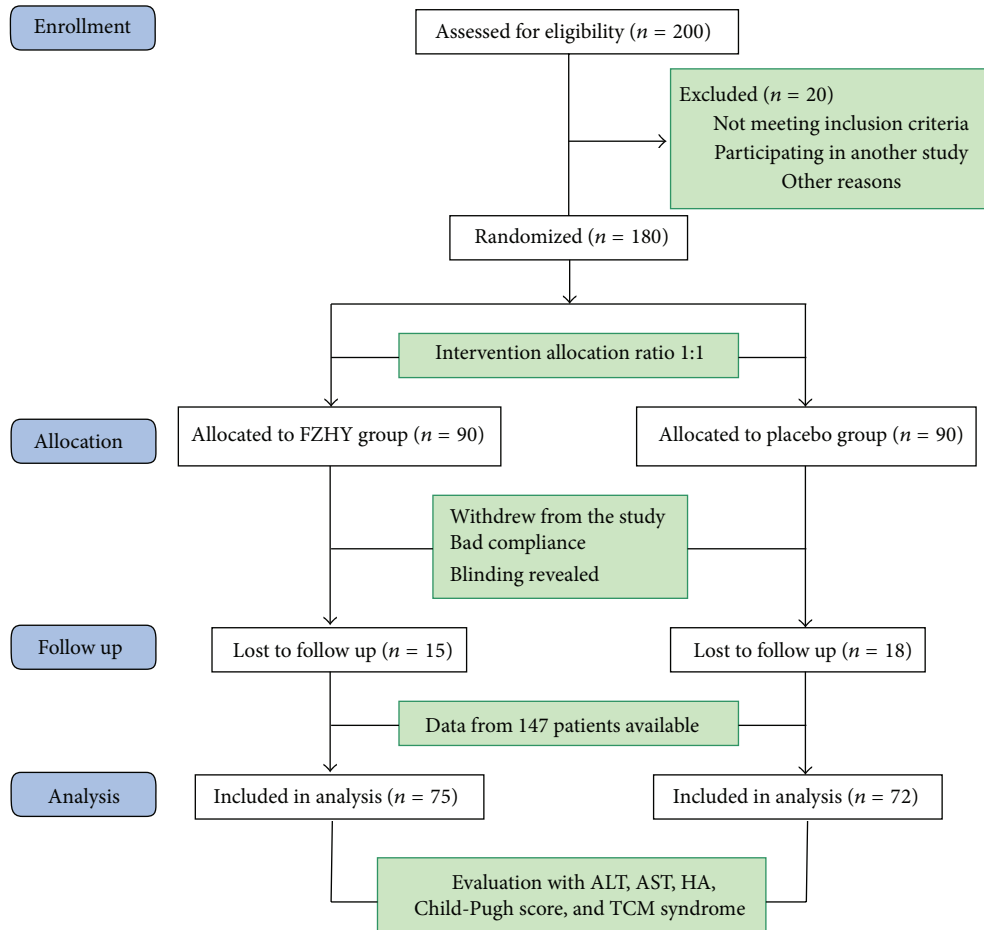 Enrollment
Assessed for eligibility (n = 200)
Excluded (n = 20)
Not meeting inclusion criteria
Participating in another study
Other reasons
Randomized (n = 180)
Intervention allocation ratio 1:1
Allocation
Allocated to FZHY group (n = 90)
Allocated to placebo group (n = 90)
Withdrew from the study
Bad compliance
Blinding revealed
Follow up
Lost to follow up (n = 15)
Lost to follow up (n = 18)
Data from 147 patients available
Analysis
Included in analysis (n = 75)
Included in analysis (n = 72)
Evaluation with ALT, AST, HA,
Child-Pugh score, and TCM syndrome